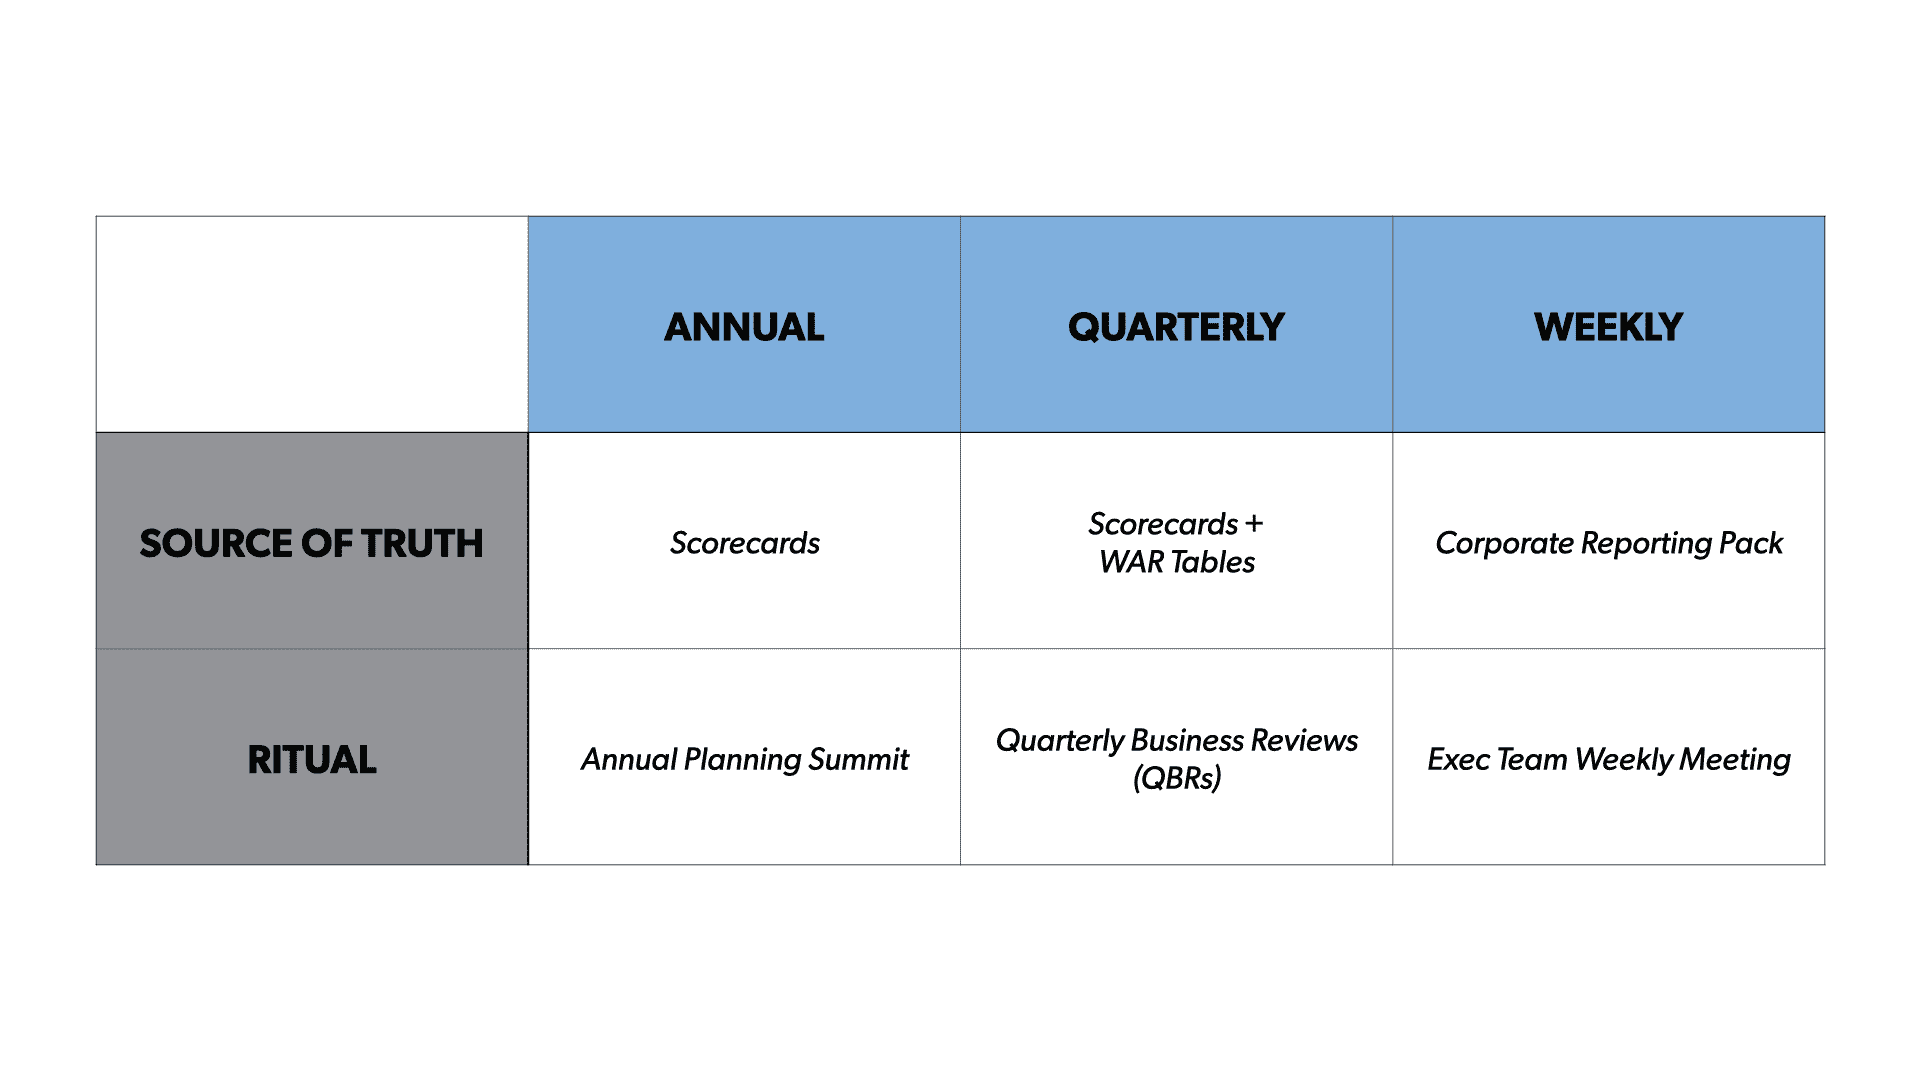 ANNUAL
QUARTERLY
WEEKLY
SOURCE OF TRUTH
Scorecards
Scorecards +
WAR Tables
Corporate Reporting Pack
RITUAL
Annual Planning Summit
Quarterly Business Reviews
(QBRs)
Exec Team Weekly Meeting